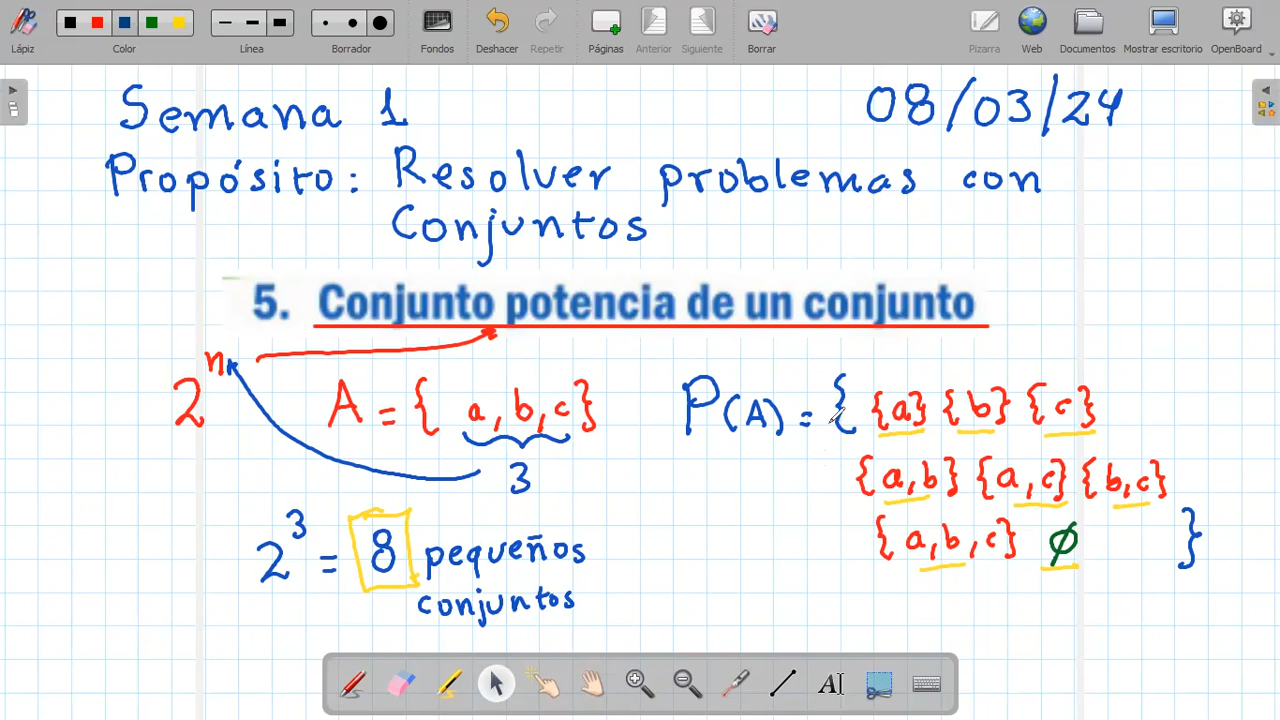 Lápiz Color Línea Borrador Fondos Deshacer Repetir Páginas Anterior Siguiente Borrar Pizarra Web Documentos Mostrar escritorio OpenBoard
Semana 1 08/03/24
Propósito: Resolver problemas con
Conjuntos
5. Conjunto potencia de un conjunto
2ⁿ A = { a, b, c } P(A) = { {a} {b} {c}
3
{a,b} {a,c} {b,c}
{a,b,c} ∅ }
2³ = 8 pequeños
conjuntos